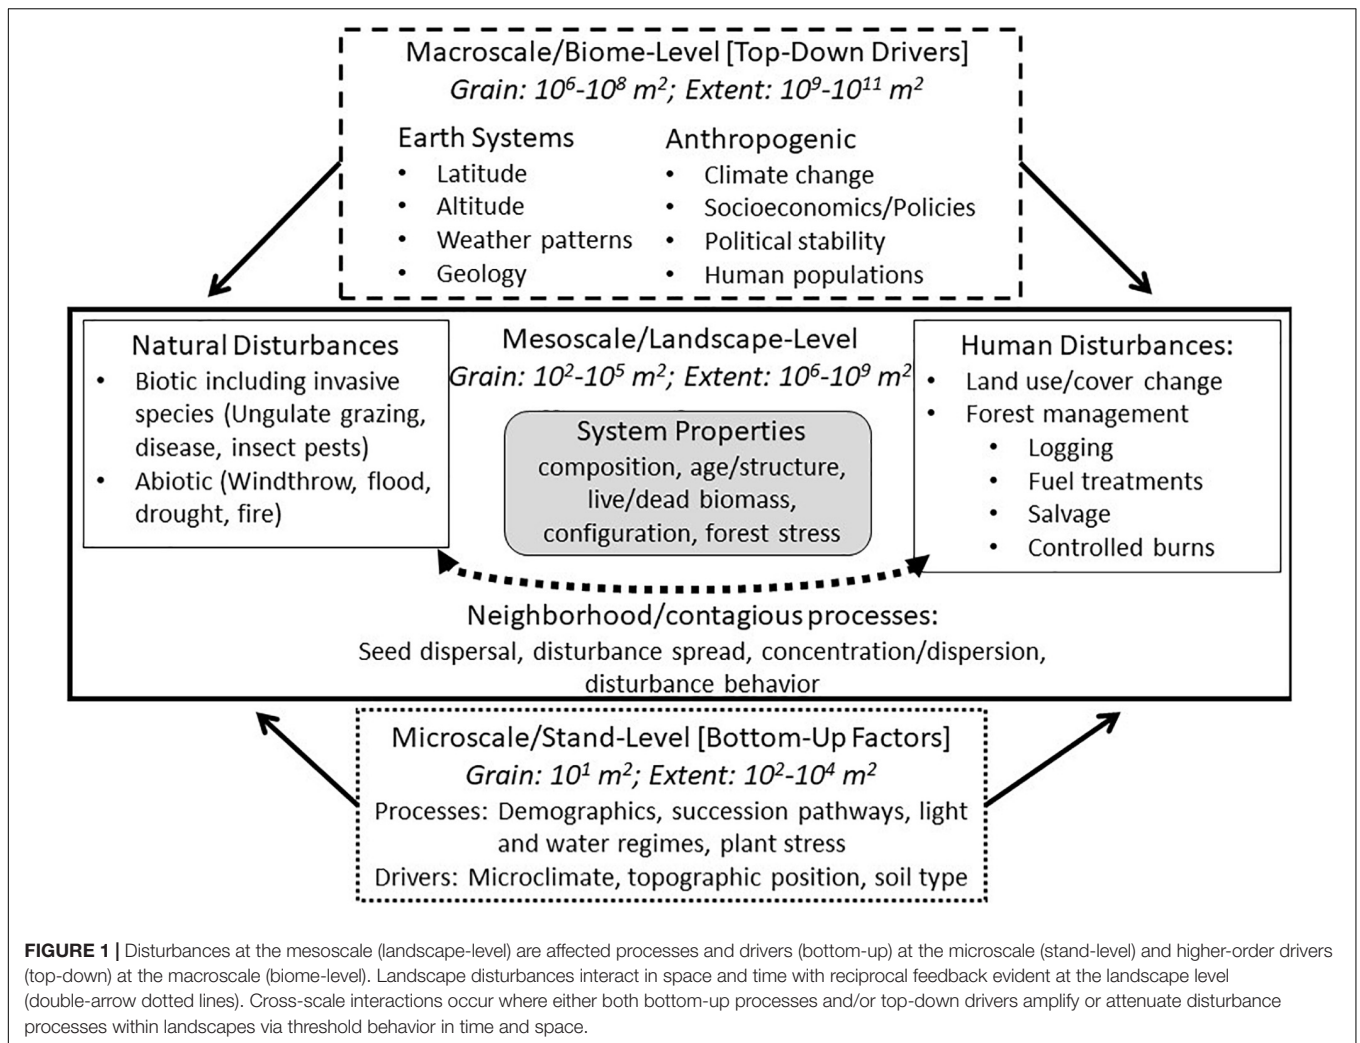 Macroscale/Biome-Level [Top-Down Drivers]
Grain: 10⁶-10⁸ m²; Extent: 10⁹-10¹¹ m²
Earth Systems
• Latitude
• Altitude
• Weather patterns
• Geology
Anthropogenic
• Climate change
• Socioeconomics/Policies
• Political stability
• Human populations
Natural Disturbances
• Biotic including invasive
species (Ungulate grazing,
disease, insect pests)
• Abiotic (Windthrow, flood,
drought, fire)
Mesoscale/Landscape-Level
Grain: 10²-10⁵ m²; Extent: 10⁶-10⁹ m²
System Properties
composition, age/structure,
live/dead biomass,
configuration, forest stress
Human Disturbances:
• Land use/cover change
• Forest management
• Logging
• Fuel treatments
• Salvage
• Controlled burns
Neighborhood/contagious processes:
Seed dispersal, disturbance spread, concentration/dispersion,
disturbance behavior
Microscale/Stand-Level [Bottom-Up Factors]
Grain: 10¹ m²; Extent: 10²-10⁴ m²
Processes: Demographics, succession pathways, light
and water regimes, plant stress
Drivers: Microclimate, topographic position, soil type
FIGURE 1 | Disturbances at the mesoscale (landscape-level) are affected processes and drivers (bottom-up) at the microscale (stand-level) and higher-order drivers
(top-down) at the macroscale (biome-level). Landscape disturbances interact in space and time with reciprocal feedback evident at the landscape level
(double-arrow dotted lines). Cross-scale interactions occur where either both bottom-up processes and/or top-down drivers amplify or attenuate disturbance
processes within landscapes via threshold behavior in time and space.